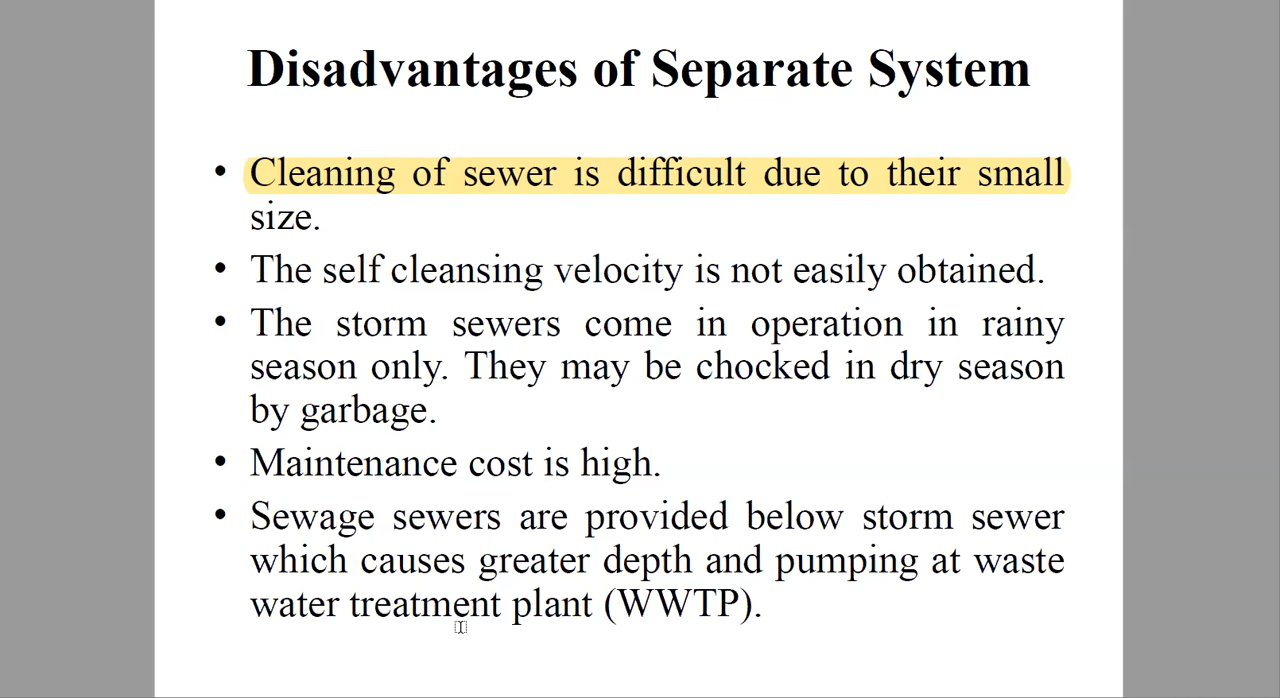 Disadvantages of Separate System
• Cleaning of sewer is difficult due to their small
size.
• The self cleansing velocity is not easily obtained.
• The storm sewers come in operation in rainy
season only. They may be chocked in dry season
by garbage.
• Maintenance cost is high.
• Sewage sewers are provided below storm sewer
which causes greater depth and pumping at waste
water treatment plant (WWTP).